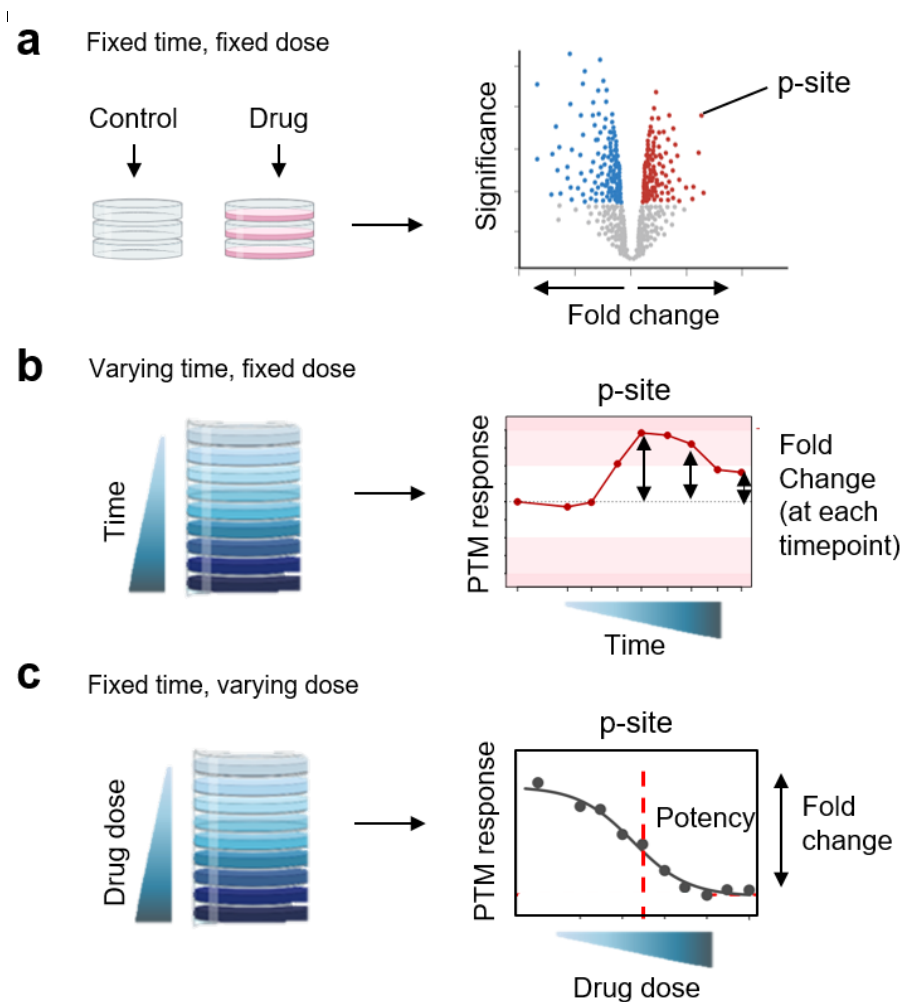 a
Fixed time, fixed dose
Control
Drug
Significance
p-site
Fold change
b
Varying time, fixed dose
Time
p-site
PTM response
Fold
Change
(at each
timepoint)
Time
c
Fixed time, varying dose
Drug dose
p-site
PTM response
Potency
Fold
change
Drug dose